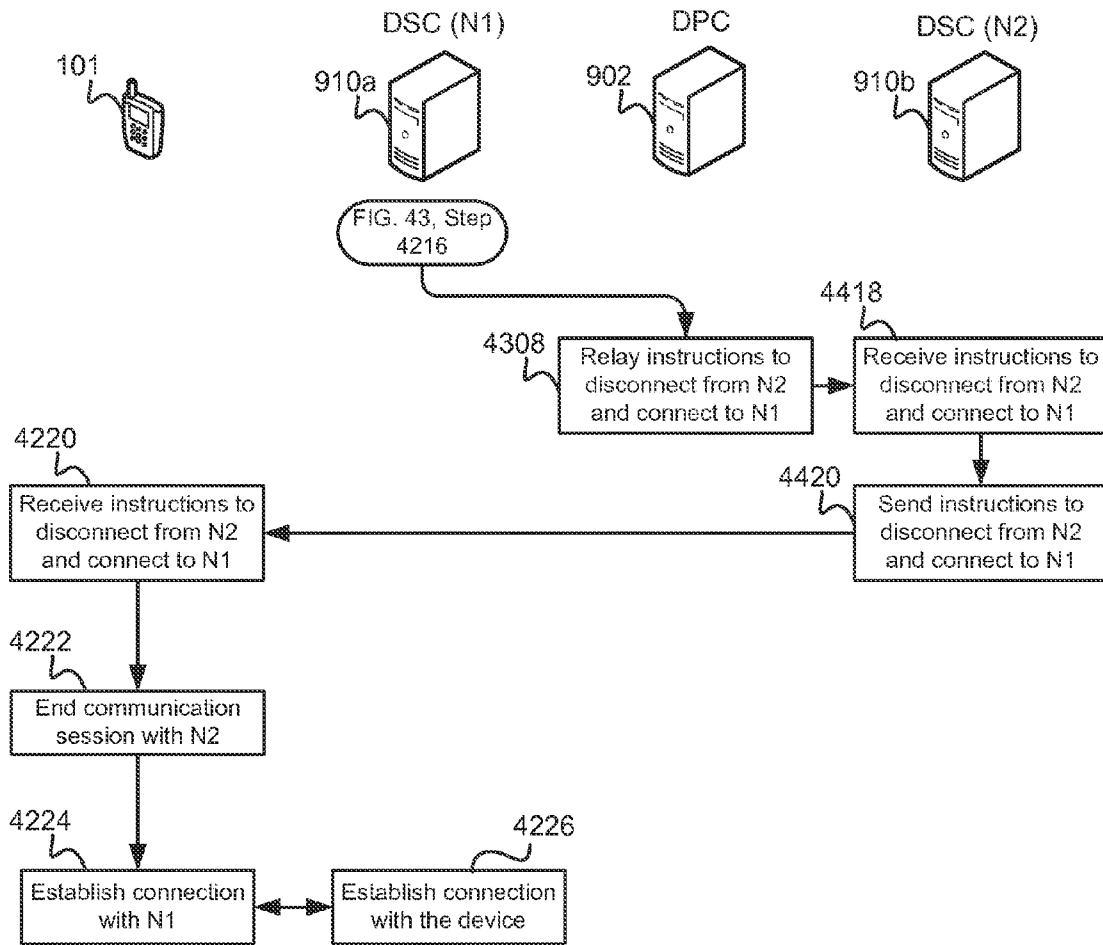 DSC (N1)
DPC
DSC (N2)
101
910a
902
910b
FIG. 43, Step
4216
4308
Relay instructions to
disconnect from N2
and connect to N1
4418
Receive instructions to
disconnect from N2
and connect to N1
4220
Receive instructions to
disconnect from N2
and connect to N1
4420
Send instructions to
disconnect from N2
and connect to N1
4222
End communication
session with N2
4224
Establish connection
with N1
4226
Establish connection
with the device